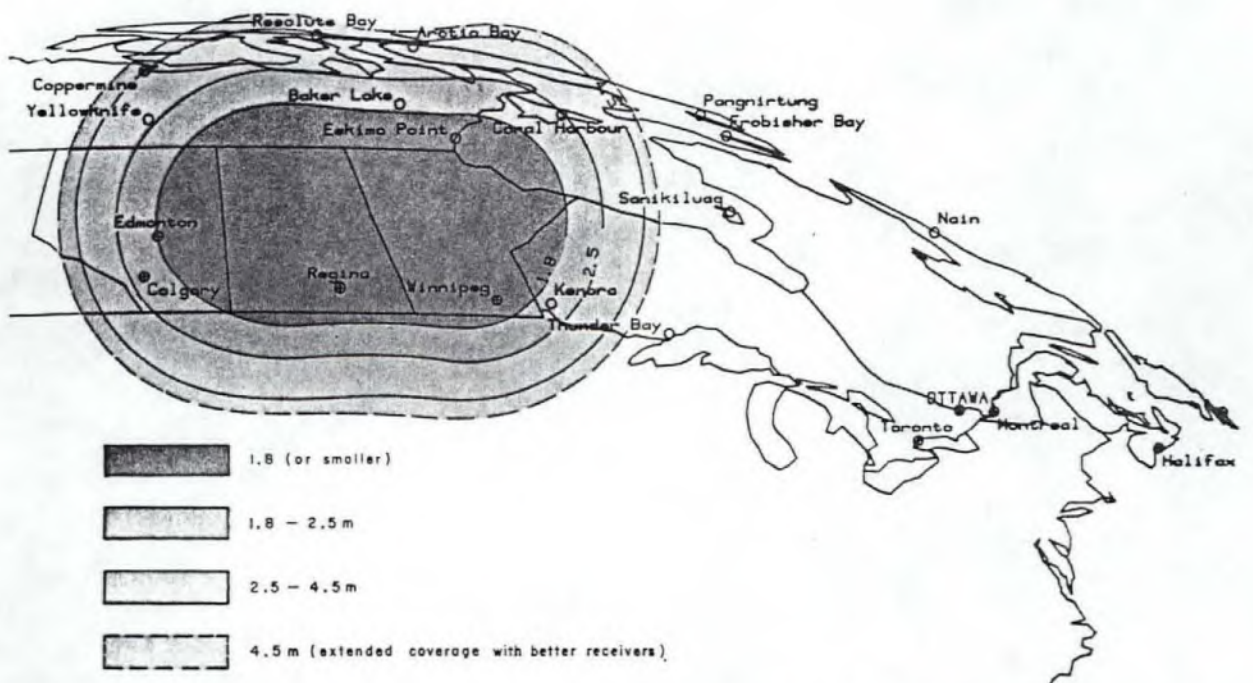 Resolute Bay
Arctia Bay
Coppermine
Yellowknife
Baker Lake
Eskimo Point
Coral Harbour
Pangnirtung
Frobisher Bay
Sanikiluaq
Nain
Edmonton
Calgary
Regina
Winnipeg
1.8
2.5
Kenora
Thunder Bay
OTTAWA
Montreal
Toronto
Halifax
1.8 (or smaller)
1.8 – 2.5 m
2.5 – 4.5 m
4.5 m (extended coverage with better receivers)